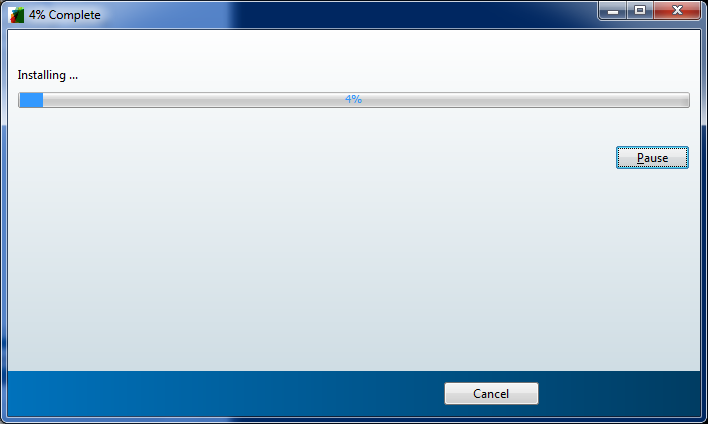 4% Complete
Installing ...
4%
Pause
Cancel